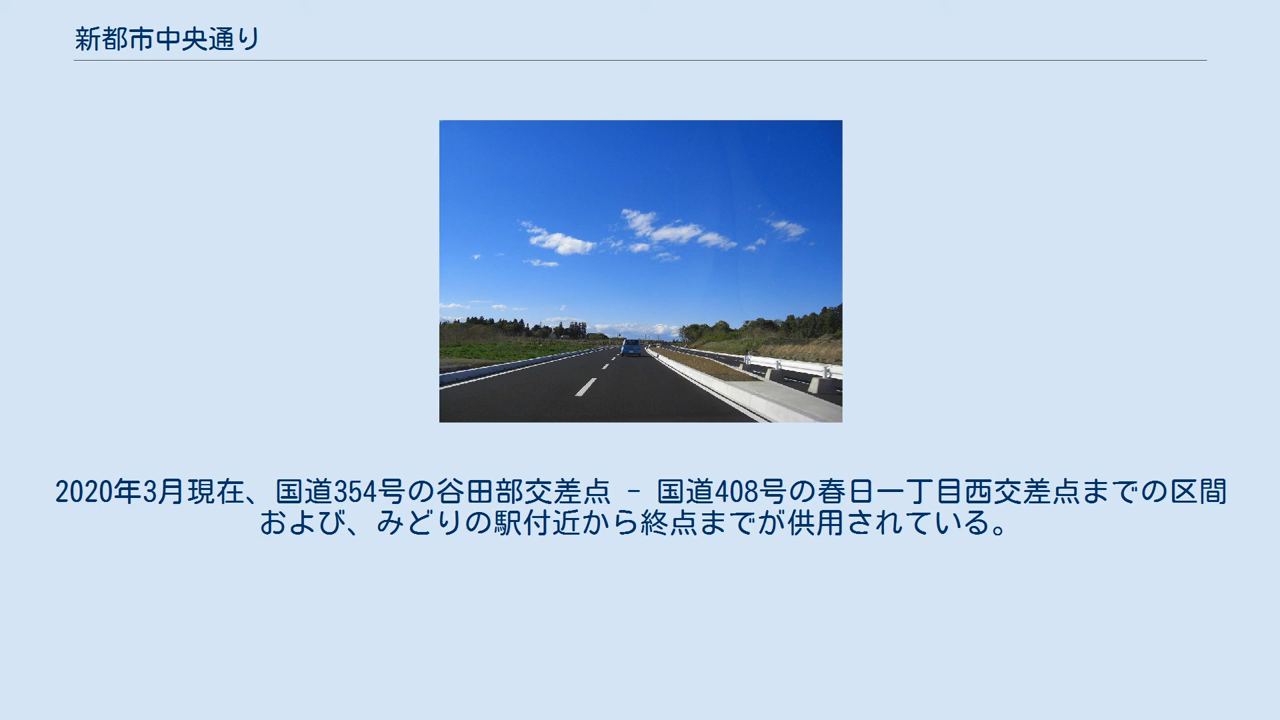 新都市中央通り
2020年3月現在、国道354号の谷田部交差点 - 国道408号の春日一丁目西交差点までの区間
および、みどりの駅付近から終点までが供用されている。